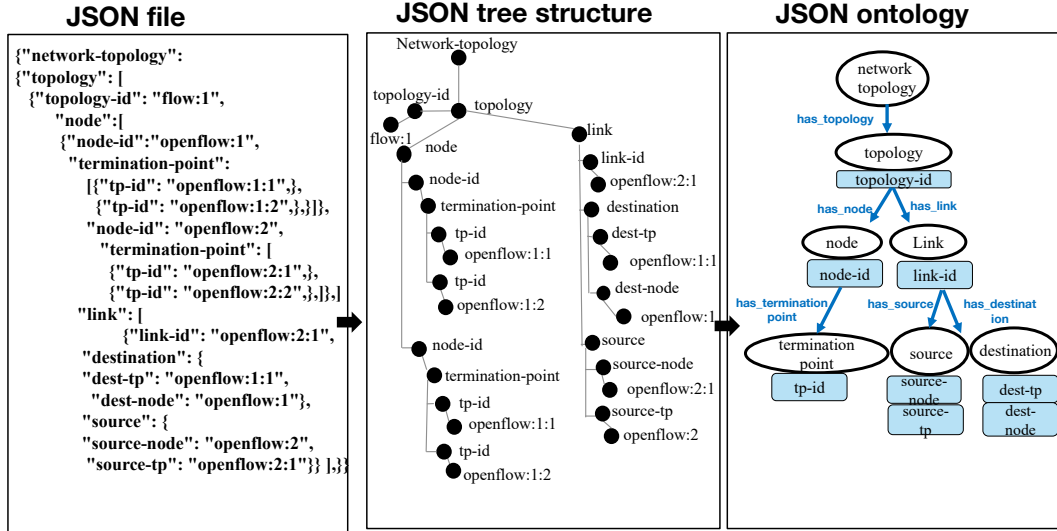 JSON file
{"network-topology":
{"topology": [
{"topology-id": "flow:1",
"node":[
{"node-id":"openflow:1",
"termination-point":
[{"tp-id": "openflow:1:1",},
{"tp-id": "openflow:1:2",},}]},
"node-id": "openflow:2",
"termination-point": [
{"tp-id": "openflow:2:1",},
{"tp-id": "openflow:2:2",},]},]
"link": [
{"link-id": "openflow:2:1",
"destination": {
"dest-tp": "openflow:1:1",
"dest-node": "openflow:1"},
"source": {
"source-node": "openflow:2",
"source-tp": "openflow:2:1"}} ],}}
JSON tree structure
Network-topology
topology-id
topology
flow:1
node
node-id
termination-point
tp-id
openflow:1:1
tp-id
openflow:1:2
node-id
termination-point
tp-id
openflow:1:1
tp-id
openflow:1:2
link
link-id
openflow:2:1
destination
dest-tp
openflow:1:1
dest-node
openflow:1
source
source-node
openflow:2:1
source-tp
openflow:2
JSON ontology
network
topology
has_topology
topology
topology-id
has_node
has_link
node
Link
node-id
link-id
has_termination
point
has_source
has_destinat
ion
termination
point
source
destination
tp-id
source-
node
source-
tp
dest-tp
dest-
node